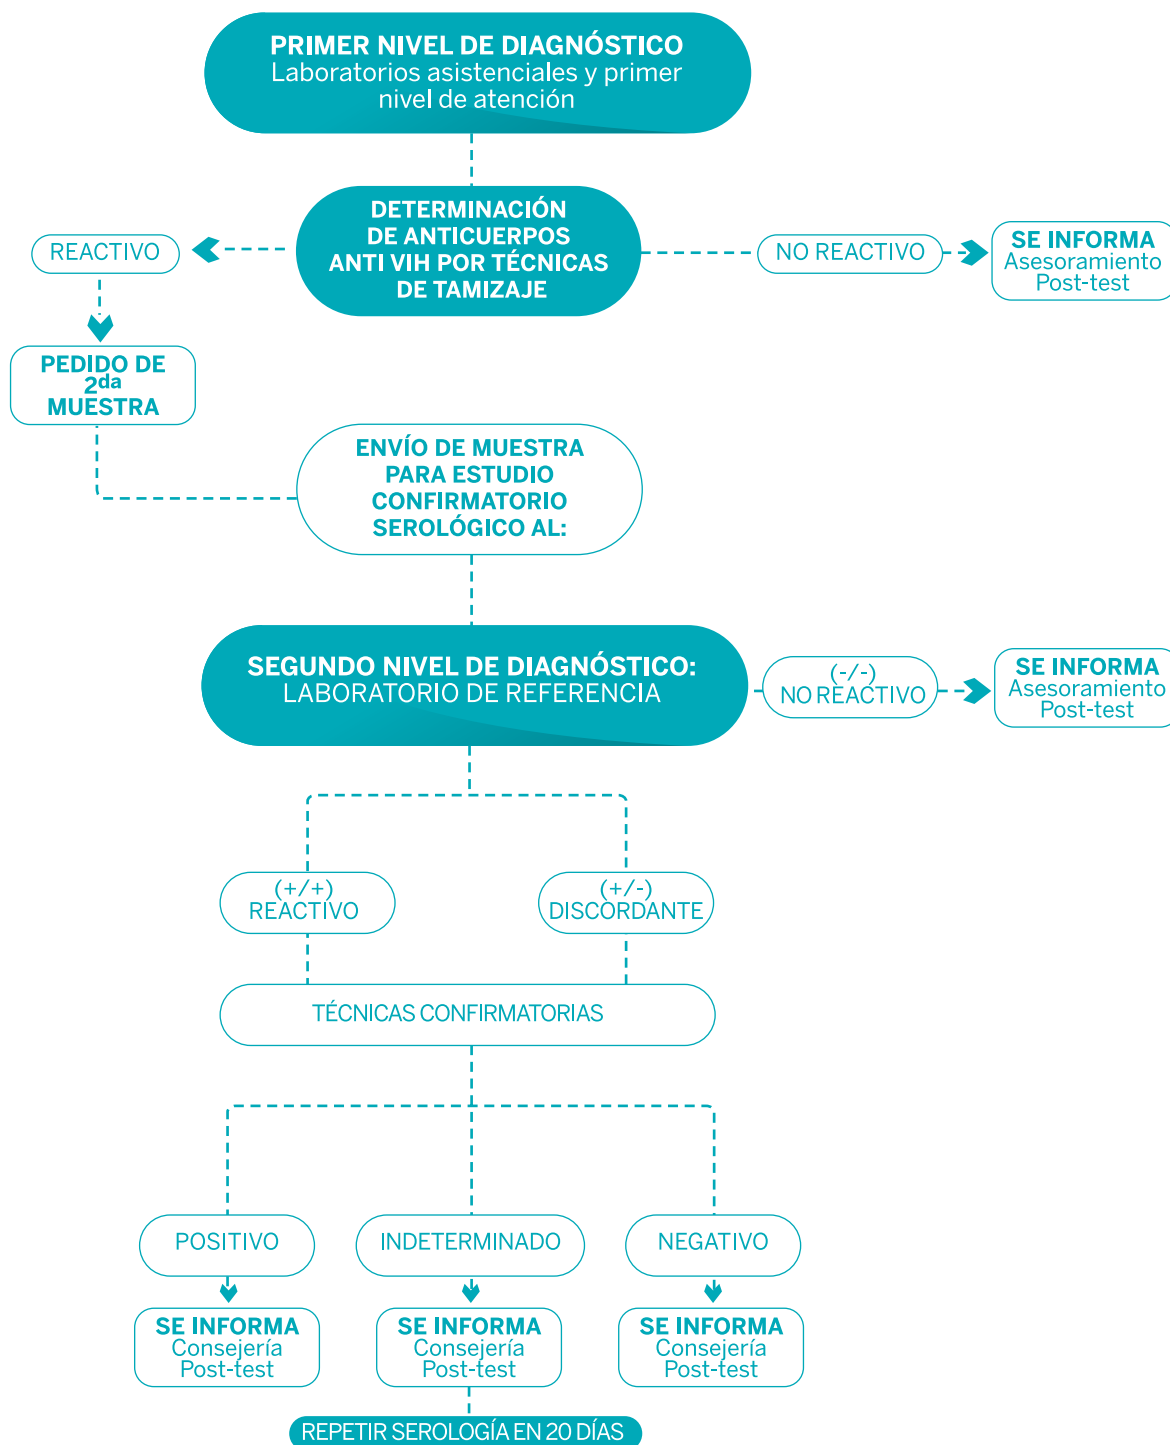 PRIMER NIVEL DE DIAGNÓSTICO
Laboratorios asistenciales y primer
nivel de atención
DETERMINACIÓN
DE ANTICUERPOS
ANTI VIH POR TÉCNICAS
DE TAMIZAJE
REACTIVO
NO REACTIVO
SE INFORMA
Asesoramiento
Post-test
PEDIDO DE
2da
MUESTRA
ENVÍO DE MUESTRA
PARA ESTUDIO
CONFIRMATORIO
SEROLÓGICO AL:
SEGUNDO NIVEL DE DIAGNÓSTICO:
LABORATORIO DE REFERENCIA
(-/-)
NO REACTIVO
SE INFORMA
Asesoramiento
Post-test
(+/+)
REACTIVO
(+/-)
DISCORDANTE
TÉCNICAS CONFIRMATORIAS
POSITIVO
INDETERMINADO
NEGATIVO
SE INFORMA
Consejería
Post-test
SE INFORMA
Consejería
Post-test
SE INFORMA
Consejería
Post-test
REPETIR SEROLOGÍA EN 20 DÍAS